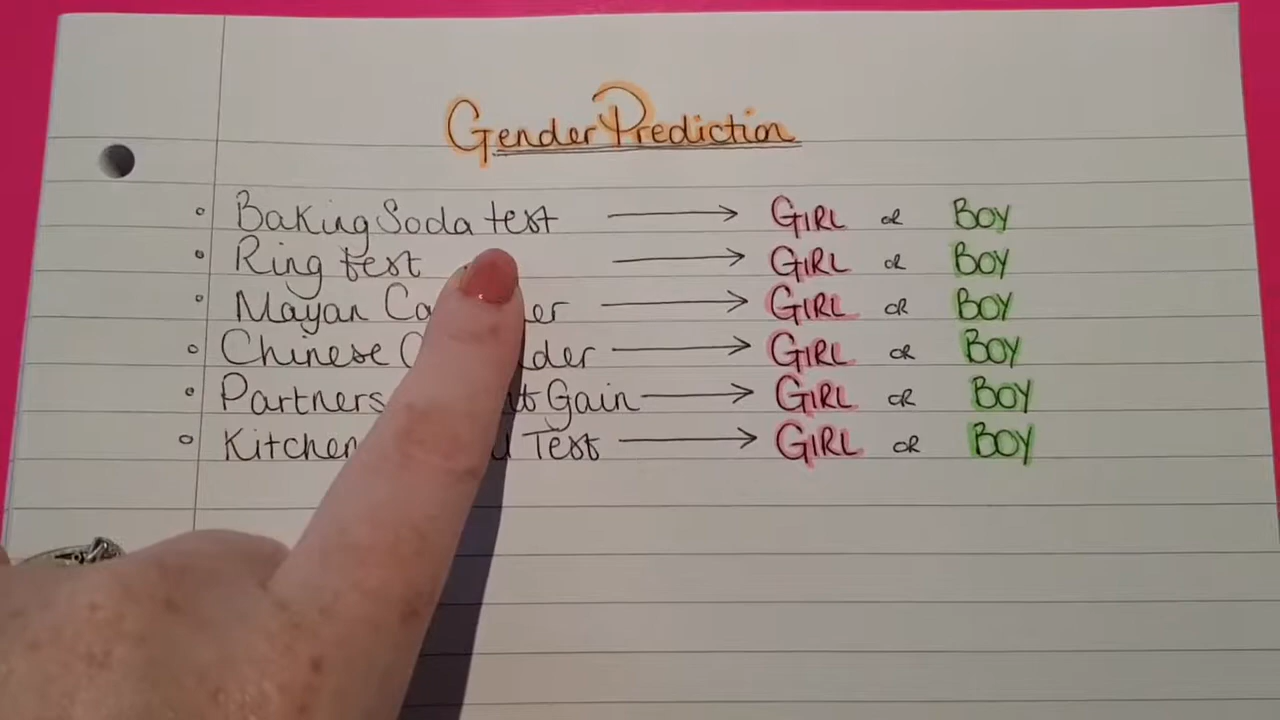 Gender Prediction
Baking Soda test → GIRL OR BOY
Ring test → GIRL OR BOY
Mayan → GIRL OR BOY
Chinese → GIRL OR BOY
Partners Gain → GIRL OR BOY
Kitchen Test → GIRL OR BOY